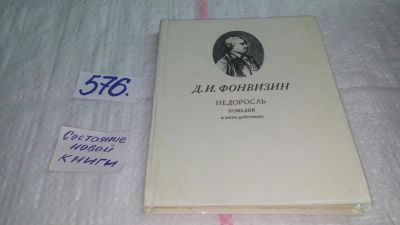 576.
Состояние
новой
книги
Д.И. ФОНВИЗИН
НЕДОРОСЛЬ
КОМЕДИЯ
в пяти действиях